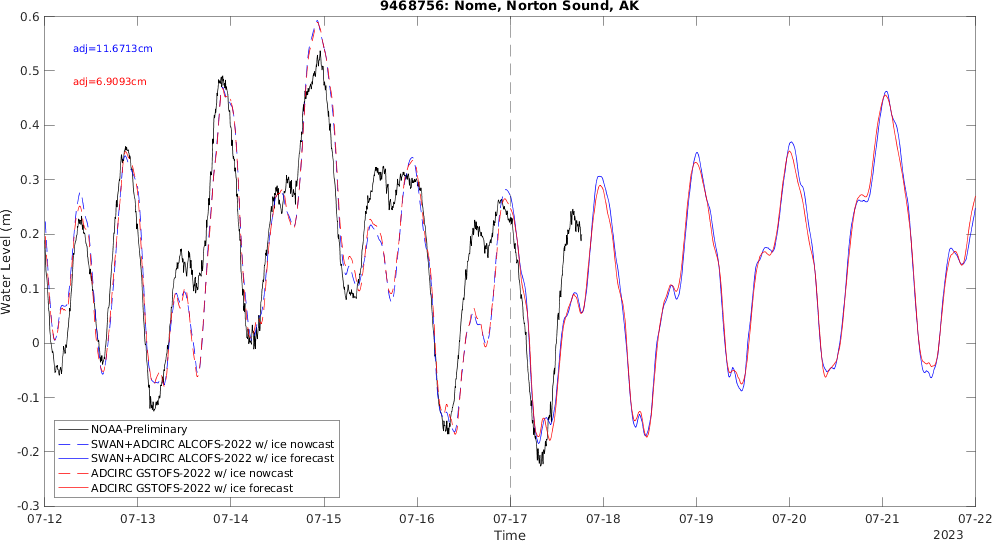 9468756: Nome, Norton Sound, AK
0.6
0.5
0.4
0.3
0.2
0.1
0
-0.1
-0.2
-0.3
Water Level (m)
adj=11.6713cm
adj=6.9093cm
NOAA-Preliminary
SWAN+ADCIRC ALCOFS-2022 w/ ice nowcast
SWAN+ADCIRC ALCOFS-2022 w/ ice forecast
ADCIRC GSTOFS-2022 w/ ice nowcast
ADCIRC GSTOFS-2022 w/ ice forecast
07-12 07-13 07-14 07-15 07-16 07-17 07-18 07-19 07-20 07-21 07-22
Time
2023